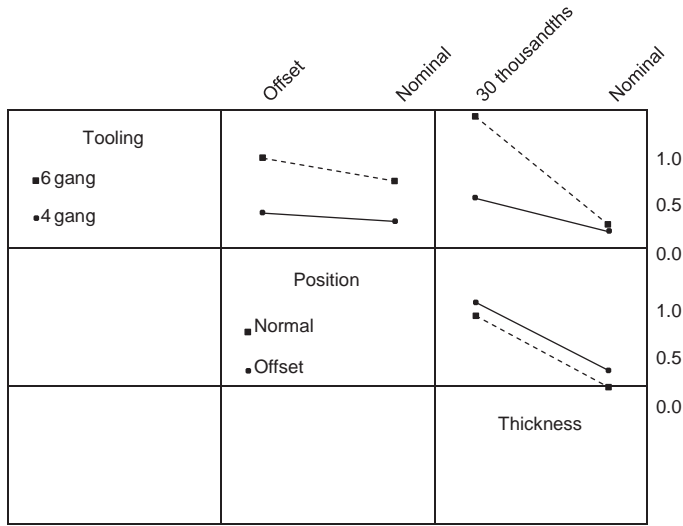 Offset
Nominal
30 thousandths
Nominal
Tooling
6 gang
4 gang
1.0
0.5
0.0
Position
Normal
Offset
1.0
0.5
0.0
Thickness